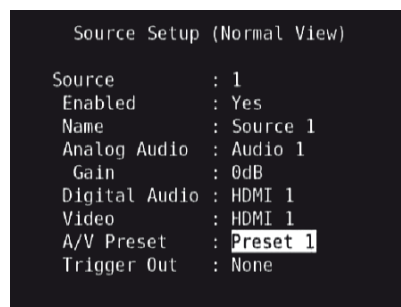 Source Setup (Normal View)
Source : 1
Enabled : Yes
Name : Source 1
Analog Audio : Audio 1
Gain : 0dB
Digital Audio : HDMI 1
Video : HDMI 1
A/V Preset : Preset 1
Trigger Out : None